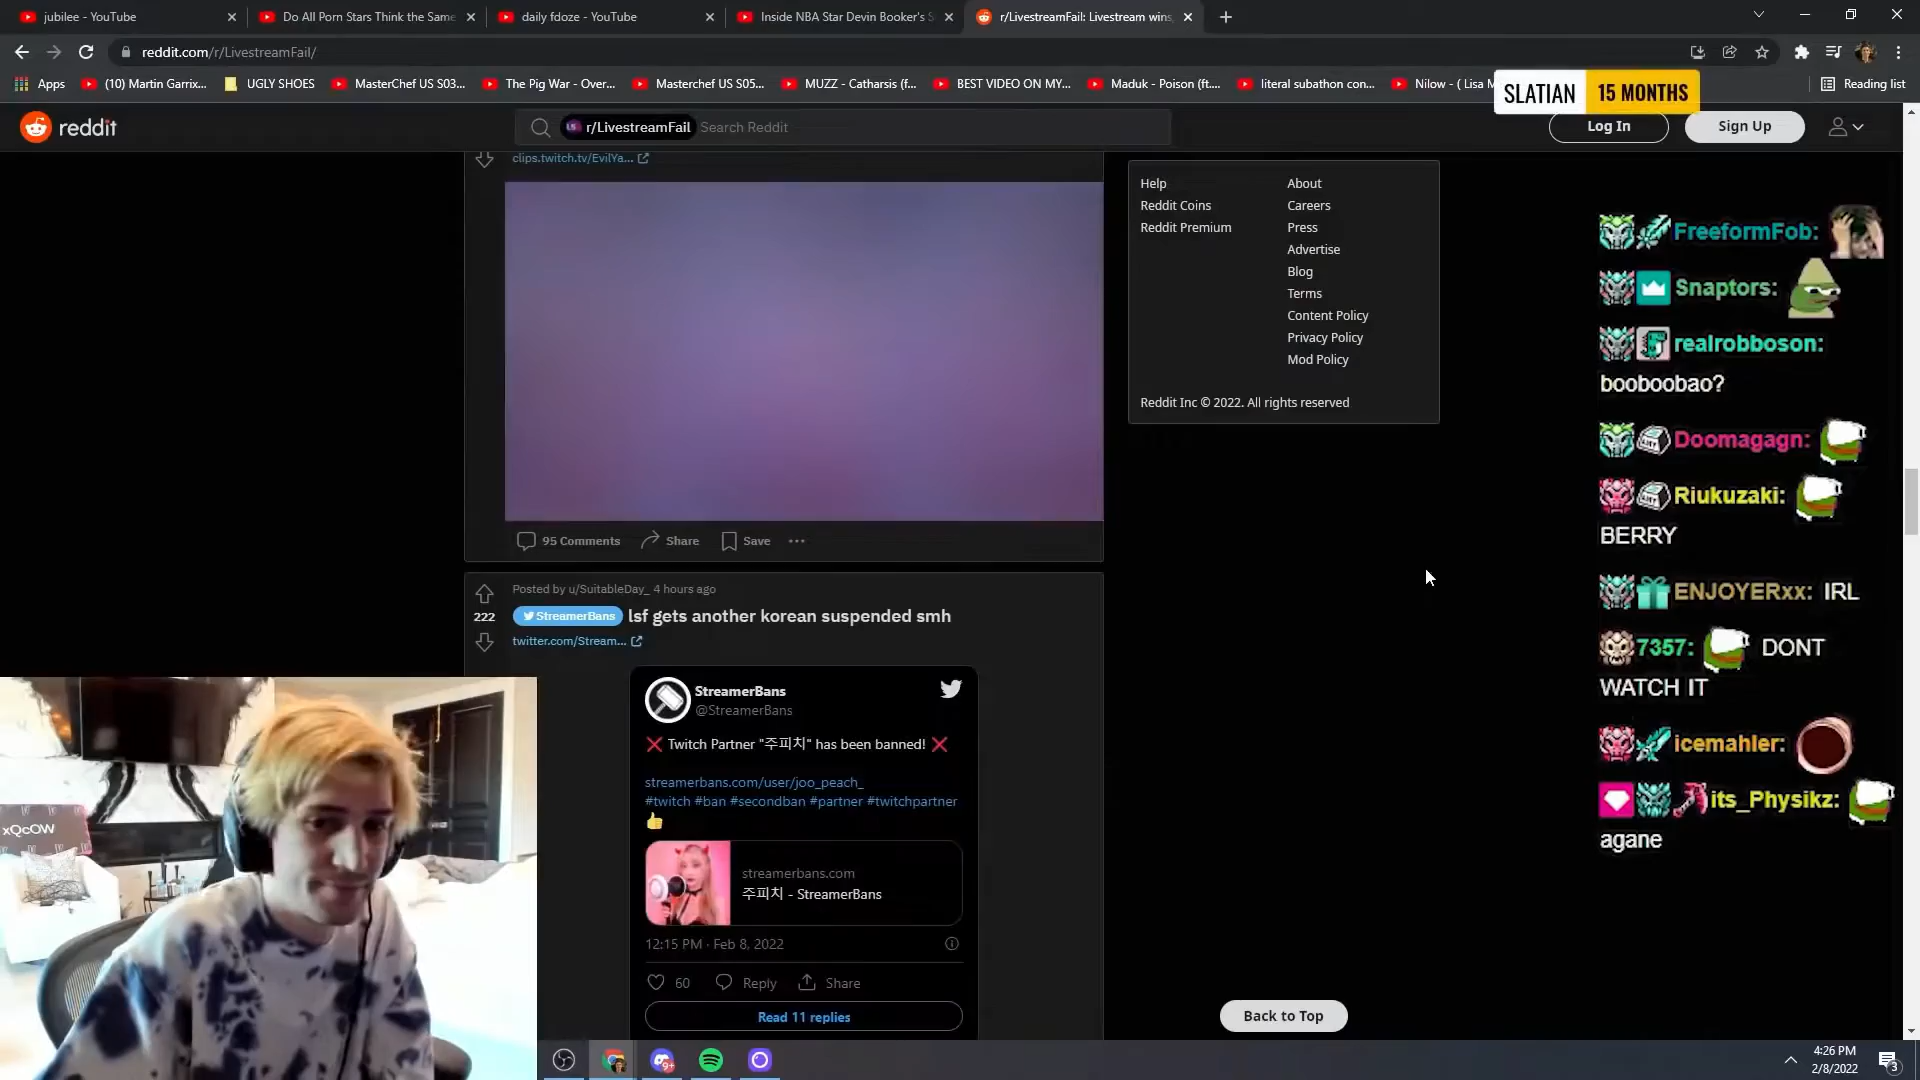 jubilee - YouTube
Do All Porn Stars Think the Same
daily fdoze - YouTube
Inside NBA Star Devin Booker's S
r/LivestreamFail: Livestream wins,
reddit.com/r/LivestreamFail/
Apps
(10) Martin Garrix...
UGLY SHOES
MasterChef US S03...
The Pig War - Over...
Masterchef US S05...
MUZZ - Catharsis (f...
BEST VIDEO ON MY...
Maduk - Poison (ft....
literal subathon con...
Nilow - ( Lisa M
SLATIAN
15 MONTHS
Reading list
reddit
r/LivestreamFail
Search Reddit
Log In
Sign Up
clips.twitch.tv/EvilYa...
Help
About
Reddit Coins
Careers
Reddit Premium
Press
Advertise
Blog
Terms
Content Policy
Privacy Policy
Mod Policy
Reddit Inc © 2022. All rights reserved
95 Comments
Share
Save
Posted by u/SuitableDay_ 4 hours ago
222
StreamerBans
lsf gets another korean suspended smh
twitter.com/Stream...
StreamerBans
@StreamerBans
❌ Twitch Partner "주피치" has been banned! ❌
streamerbans.com/user/joo_peach_
#twitch #ban #secondban #partner #twitchpartner
👍
streamerbans.com
주피치 - StreamerBans
12:15 PM · Feb 8, 2022
60
Reply
Share
Read 11 replies
Back to Top
FreeformFob:
Snaptors:
realrobboson:
booboobao?
Doomagagn:
Riukuzaki:
BERRY
ENJOYERxx: IRL
7357: DONT
WATCH IT
icemahler:
its_Physikz:
agane
xQcOW
9+
4:26 PM
2/8/2022
3